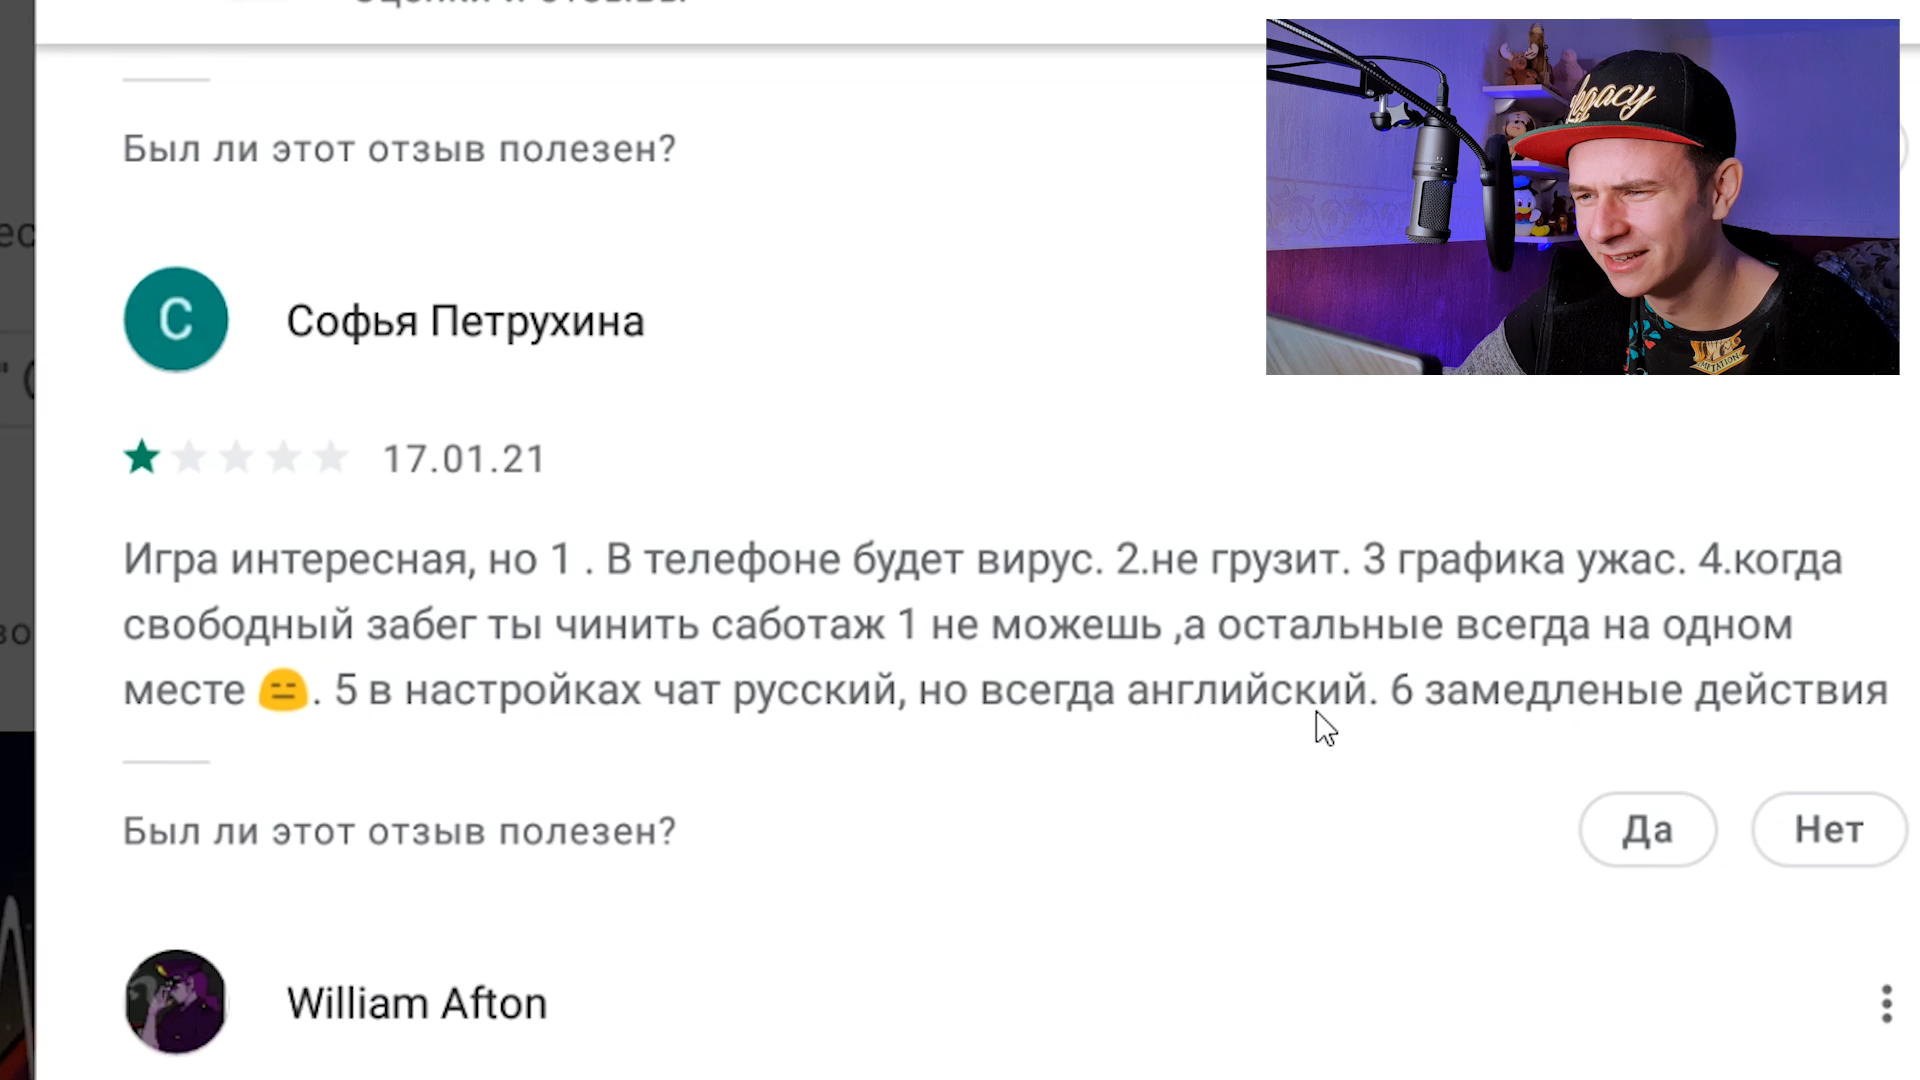 Оценки и отзывы
Был ли этот отзыв полезен?
С
Софья Петрухина
17.01.21
Игра интересная, но 1 . В телефоне будет вирус. 2.не грузит. 3 графика ужас. 4.когда
свободный забег ты чинить саботаж 1 не можешь ,а остальные всегда на одном
месте 😑. 5 в настройках чат русский, но всегда английский. 6 замедленые действия
Был ли этот отзыв полезен?
Да
Нет
William Afton
Legacy